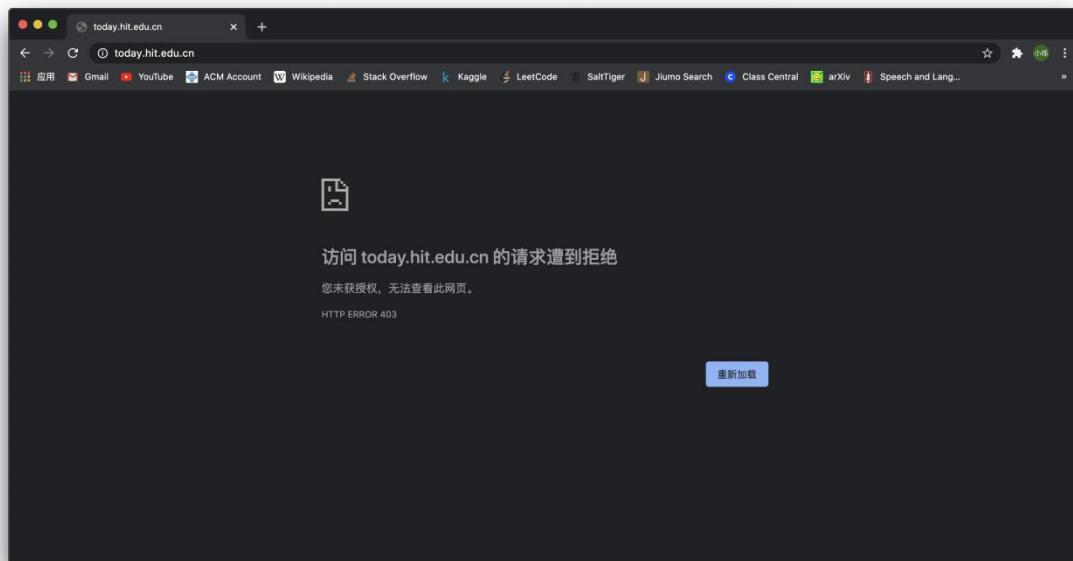 today.hit.edu.cn
today.hit.edu.cn
应用 Gmail YouTube ACM Account Wikipedia Stack Overflow Kaggle LeetCode SaltTiger Jiumo Search Class Central arXiv Speech and Lang... »
访问 today.hit.edu.cn 的请求遭到拒绝
您未获授权，无法查看此网页。
HTTP ERROR 403
重新加载